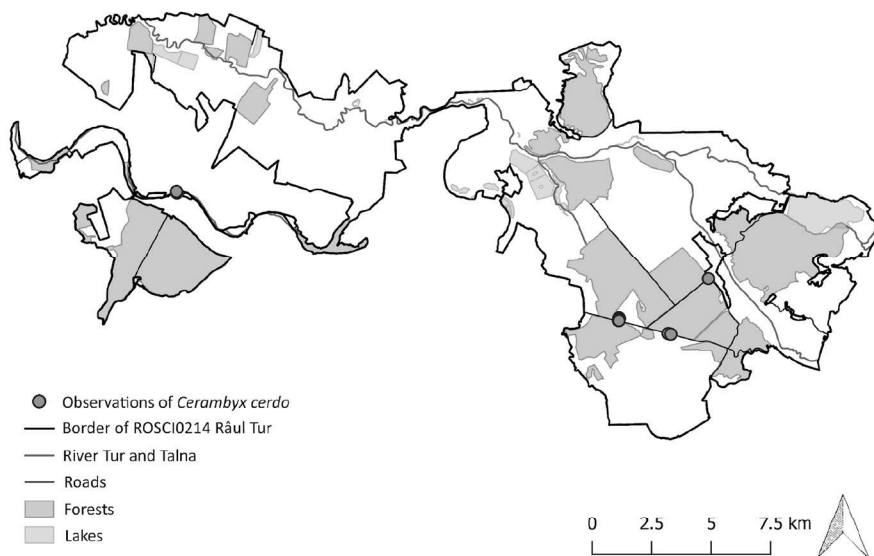 Observations of Cerambyx cerdo
Border of ROSCI0214 Râul Tur
River Tur and Talna
Roads
Forests
Lakes
0 2.5 5 7.5 km